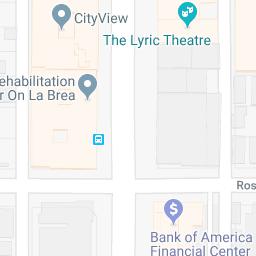 CityView
The Lyric Theatre
ehabilitation
r On La Brea
Ros
Bank of America
Financial Center